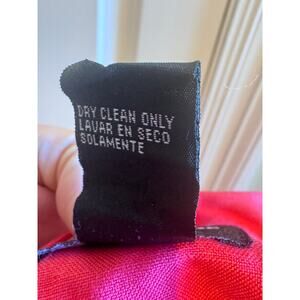 DRY CLEAN ONLY
LAVAR EN SECO
SOLAMENTE